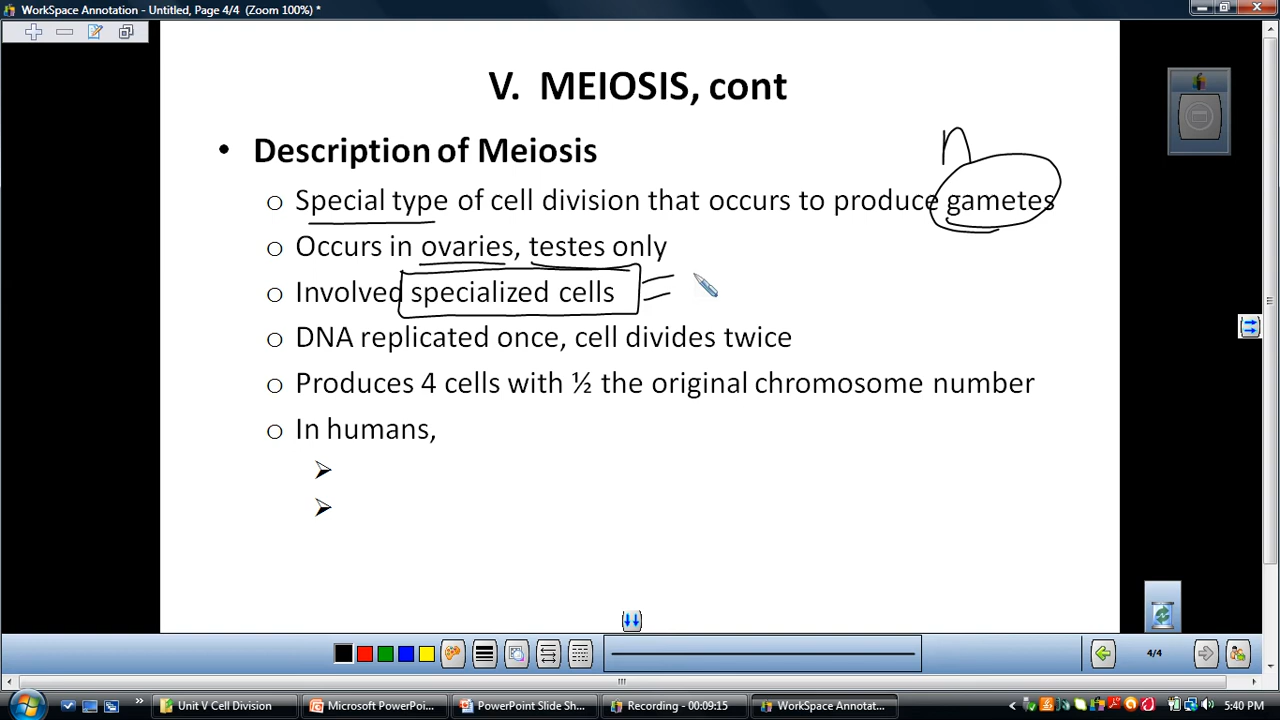 WorkSpace Annotation - Untitled, Page 4/4 (Zoom 100%) *
V. MEIOSIS, cont
n
• Description of Meiosis
o Special type of cell division that occurs to produce gametes
o Occurs in ovaries, testes only
o Involved specialized cells =
o DNA replicated once, cell divides twice
o Produces 4 cells with ½ the original chromosome number
o In humans,
4/4
Unit V Cell Division
Microsoft PowerPoi...
PowerPoint Slide Sh...
Recording - 00:09:15
WorkSpace Annotat...
5:40 PM